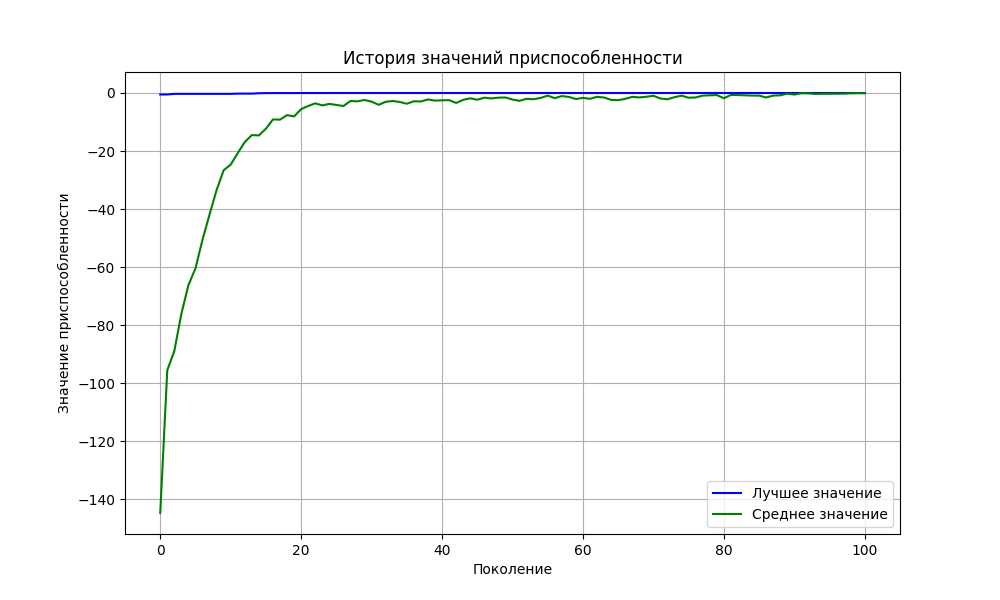 История значений приспособленности
Значение приспособленности
0
−20
−40
−60
−80
−100
−120
−140
0 20 40 60 80 100
Поколение
Лучшее значение
Среднее значение